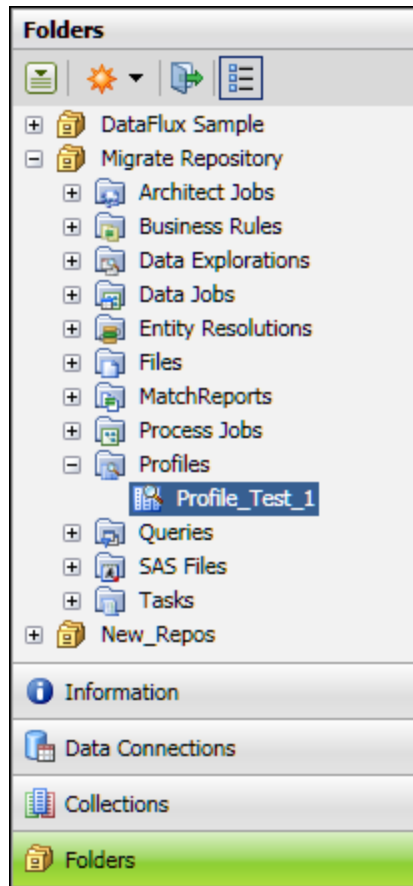 Folders
DataFlux Sample
Migrate Repository
Architect Jobs
Business Rules
Data Explorations
Data Jobs
Entity Resolutions
Files
MatchReports
Process Jobs
Profiles
Profile_Test_1
Queries
SAS Files
Tasks
New_Repos
Information
Data Connections
Collections
Folders